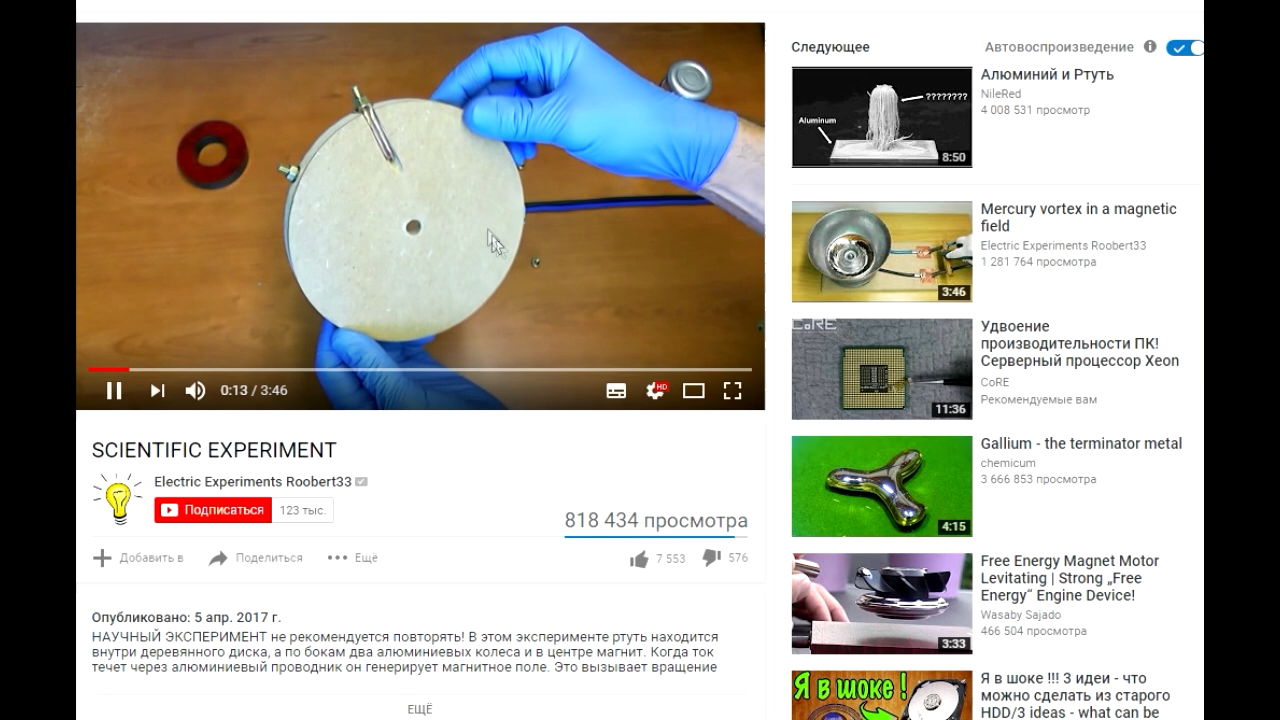 0:13 / 3:46
HD
SCIENTIFIC EXPERIMENT
Electric Experiments Roobert33
Подписаться 123 тыс.
818 434 просмотра
Добавить в Поделиться Ещё 7 553 576
Опубликовано: 5 апр. 2017 г.
НАУЧНЫЙ ЭКСПЕРИМЕНТ не рекомендуется повторять! В этом эксперименте ртуть находится
внутри деревянного диска, а по бокам два алюминиевых колеса и в центре магнит. Когда ток
течет через алюминиевый проводник он генерирует магнитное поле. Это вызывает вращение
ЕЩЁ
Следующее Автовоспроизведение
Aluminum
????????
8:50
Алюминий и Ртуть
NileRed
4 008 531 просмотр
3:46
Mercury vortex in a magnetic
field
Electric Experiments Roobert33
1 281 764 просмотра
CoRE
11:36
Удвоение
производительности ПК!
Серверный процессор Xeon
CoRE
Рекомендуемые вам
4:15
Gallium - the terminator metal
chemicum
3 666 853 просмотра
3:33
Free Energy Magnet Motor
Levitating | Strong „Free
Energy“ Engine Device!
Wasaby Sajado
466 504 просмотра
Я в шоке !
Я в шоке !!! 3 идеи - что
можно сделать из старого
HDD/3 ideas - what can be